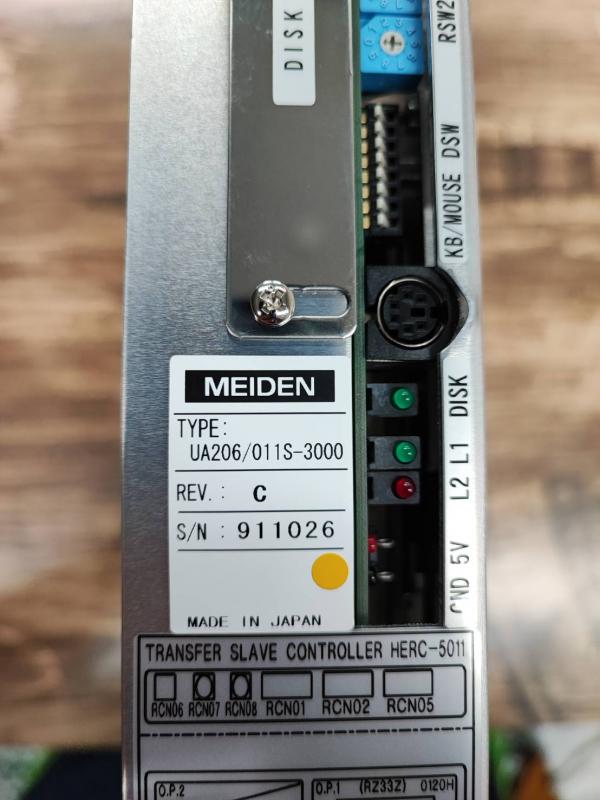 DISK
RSW2
DSW
KB/MOUSE
DISK
L1
L2
5V
GND
MEIDEN
TYPE:
UA206/011S-3000
REV. : C
S/N : 911026
MADE IN JAPAN
TRANSFER SLAVE CONTROLLER HERC-5011
RCN06 RCN07 RCN08 RCN01 RCN02 RCN05
O.P.2 O.P.1 (RZ33Z) 0120H